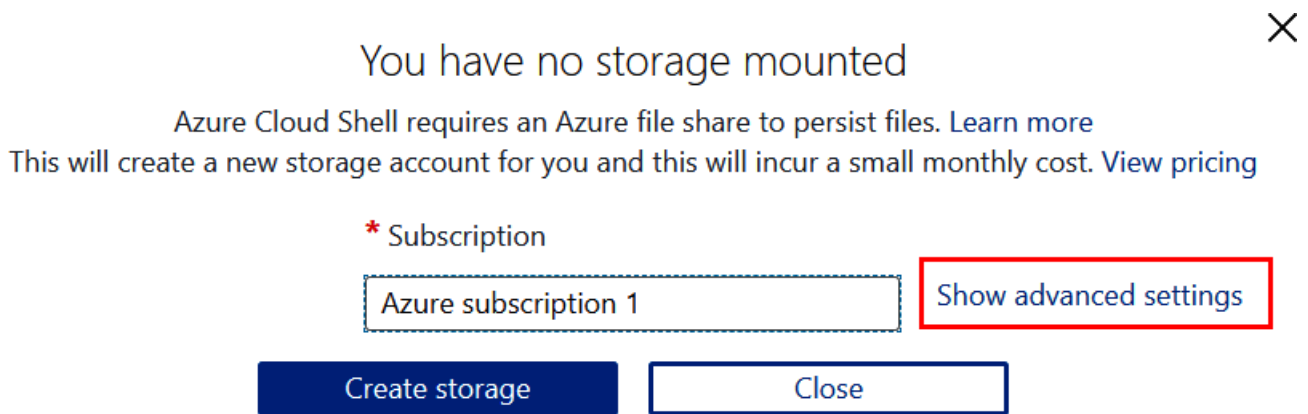 You have no storage mounted
Azure Cloud Shell requires an Azure file share to persist files. Learn more
This will create a new storage account for you and this will incur a small monthly cost. View pricing
* Subscription
Azure subscription 1
Show advanced settings
Create storage
Close